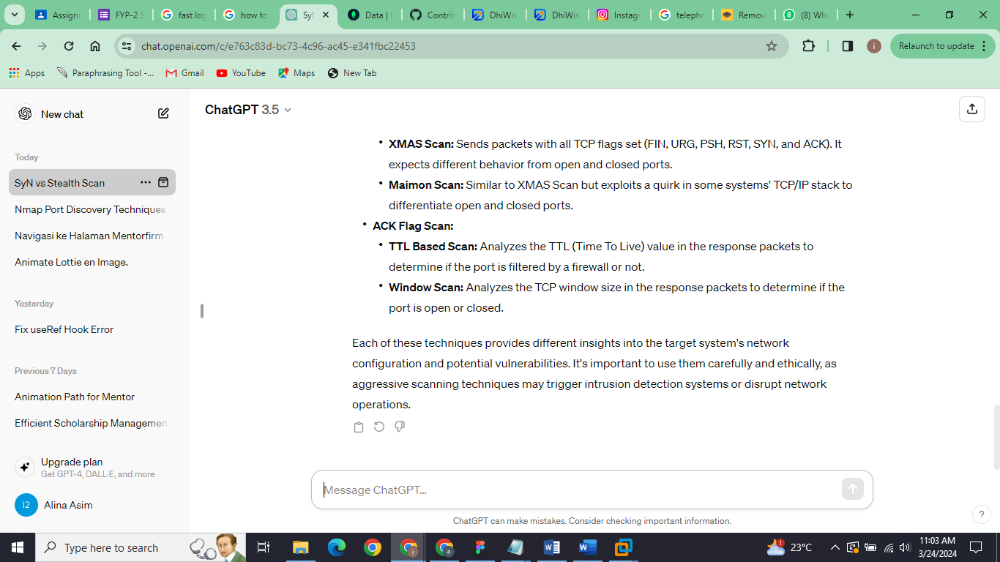 Assignm
FYP-2 S
fast log
how to
SyN
Data | C
Contrib
DhiWis
DhiWis
Instagr
telepho
Remove
(8) Wha
chat.openai.com/c/e763c83d-bc73-4c96-ac45-e341fbc22453
i
Relaunch to update
Apps
Paraphrasing Tool -...
Gmail
YouTube
Maps
New Tab
New chat
ChatGPT 3.5
Today
SyN vs Stealth Scan
Nmap Port Discovery Techniques
Navigasi ke Halaman Mentorfirm
Animate Lottie en Image.
Yesterday
Fix useRef Hook Error
Previous 7 Days
Animation Path for Mentor
Efficient Scholarship Management
Upgrade plan
Get GPT-4, DALL·E, and more
I2
Alina Asim
• XMAS Scan: Sends packets with all TCP flags set (FIN, URG, PSH, RST, SYN, and ACK). It
expects different behavior from open and closed ports.
• Maimon Scan: Similar to XMAS Scan but exploits a quirk in some systems' TCP/IP stack to
differentiate open and closed ports.
• ACK Flag Scan:
• TTL Based Scan: Analyzes the TTL (Time To Live) value in the response packets to
determine if the port is filtered by a firewall or not.
• Window Scan: Analyzes the TCP window size in the response packets to determine if the
port is open or closed.
Each of these techniques provides different insights into the target system's network
configuration and potential vulnerabilities. It's important to use them carefully and ethically, as
aggressive scanning techniques may trigger intrusion detection systems or disrupt network
operations.
Message ChatGPT...
ChatGPT can make mistakes. Consider checking important information.
?
Type here to search
1
23°C
11:03 AM
3/24/2024